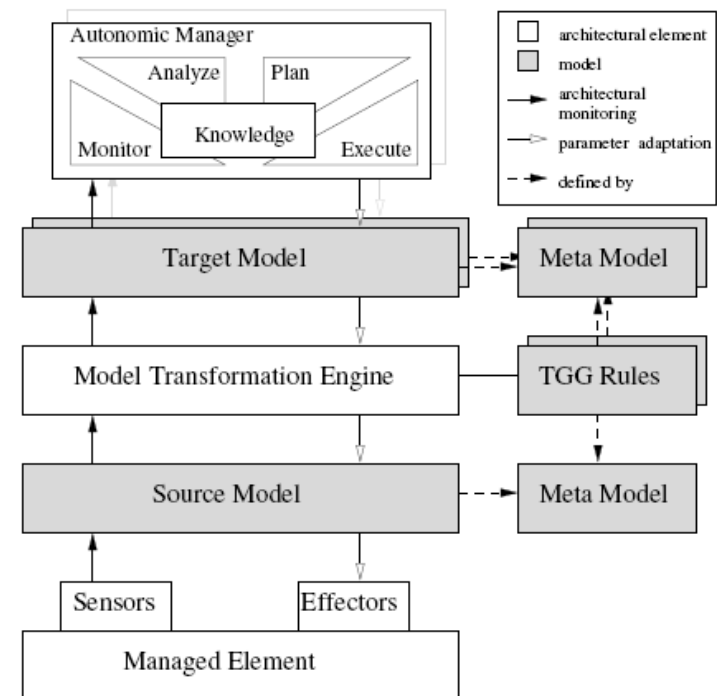 Autonomic Manager
Analyze
Plan
Knowledge
Monitor
Execute
architectural element
model
architectural
monitoring
parameter adaptation
defined by
Target Model
Meta Model
Model Transformation Engine
TGG Rules
Source Model
Meta Model
Sensors
Effectors
Managed Element